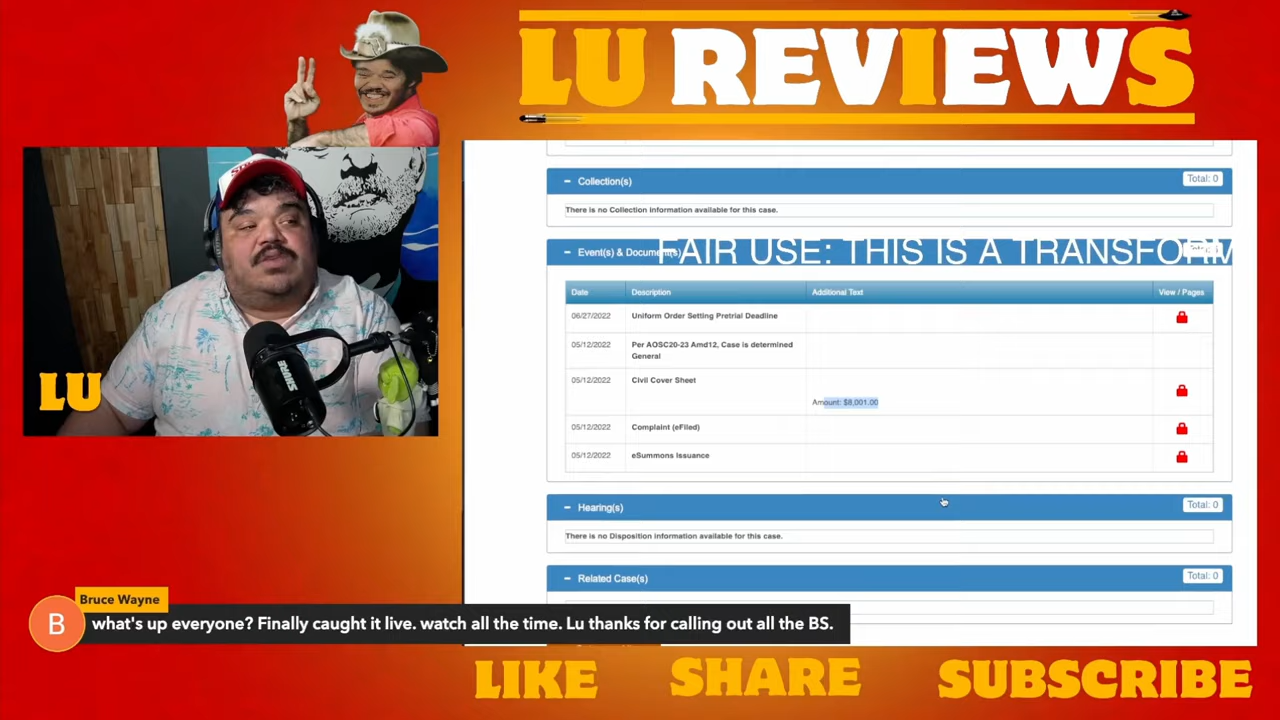 LU REVIEWS
Collection(s)
Total: 0
There is no Collection Information available for this case.
Event(s) & Document(s)
FAIR USE: THIS IS A TRANSFORM
Date Description Additional Text View / Pages
06/27/2022 Uniform Order Setting Pretrial Deadline
05/12/2022 Per AOSC20-23 Amd12, Case is determined
General
05/12/2022 Civil Cover Sheet
Amount: $8,001.00
05/12/2022 Complaint (eFiled)
05/12/2022 eSummons Issuance
Hearing(s)
Total: 0
There is no Disposition information available for this case.
Related Case(s)
Total: 0
SHURE
LU
Bruce Wayne
B
what's up everyone? Finally caught it live. watch all the time. Lu thanks for calling out all the BS.
LIKE SHARE SUBSCRIBE